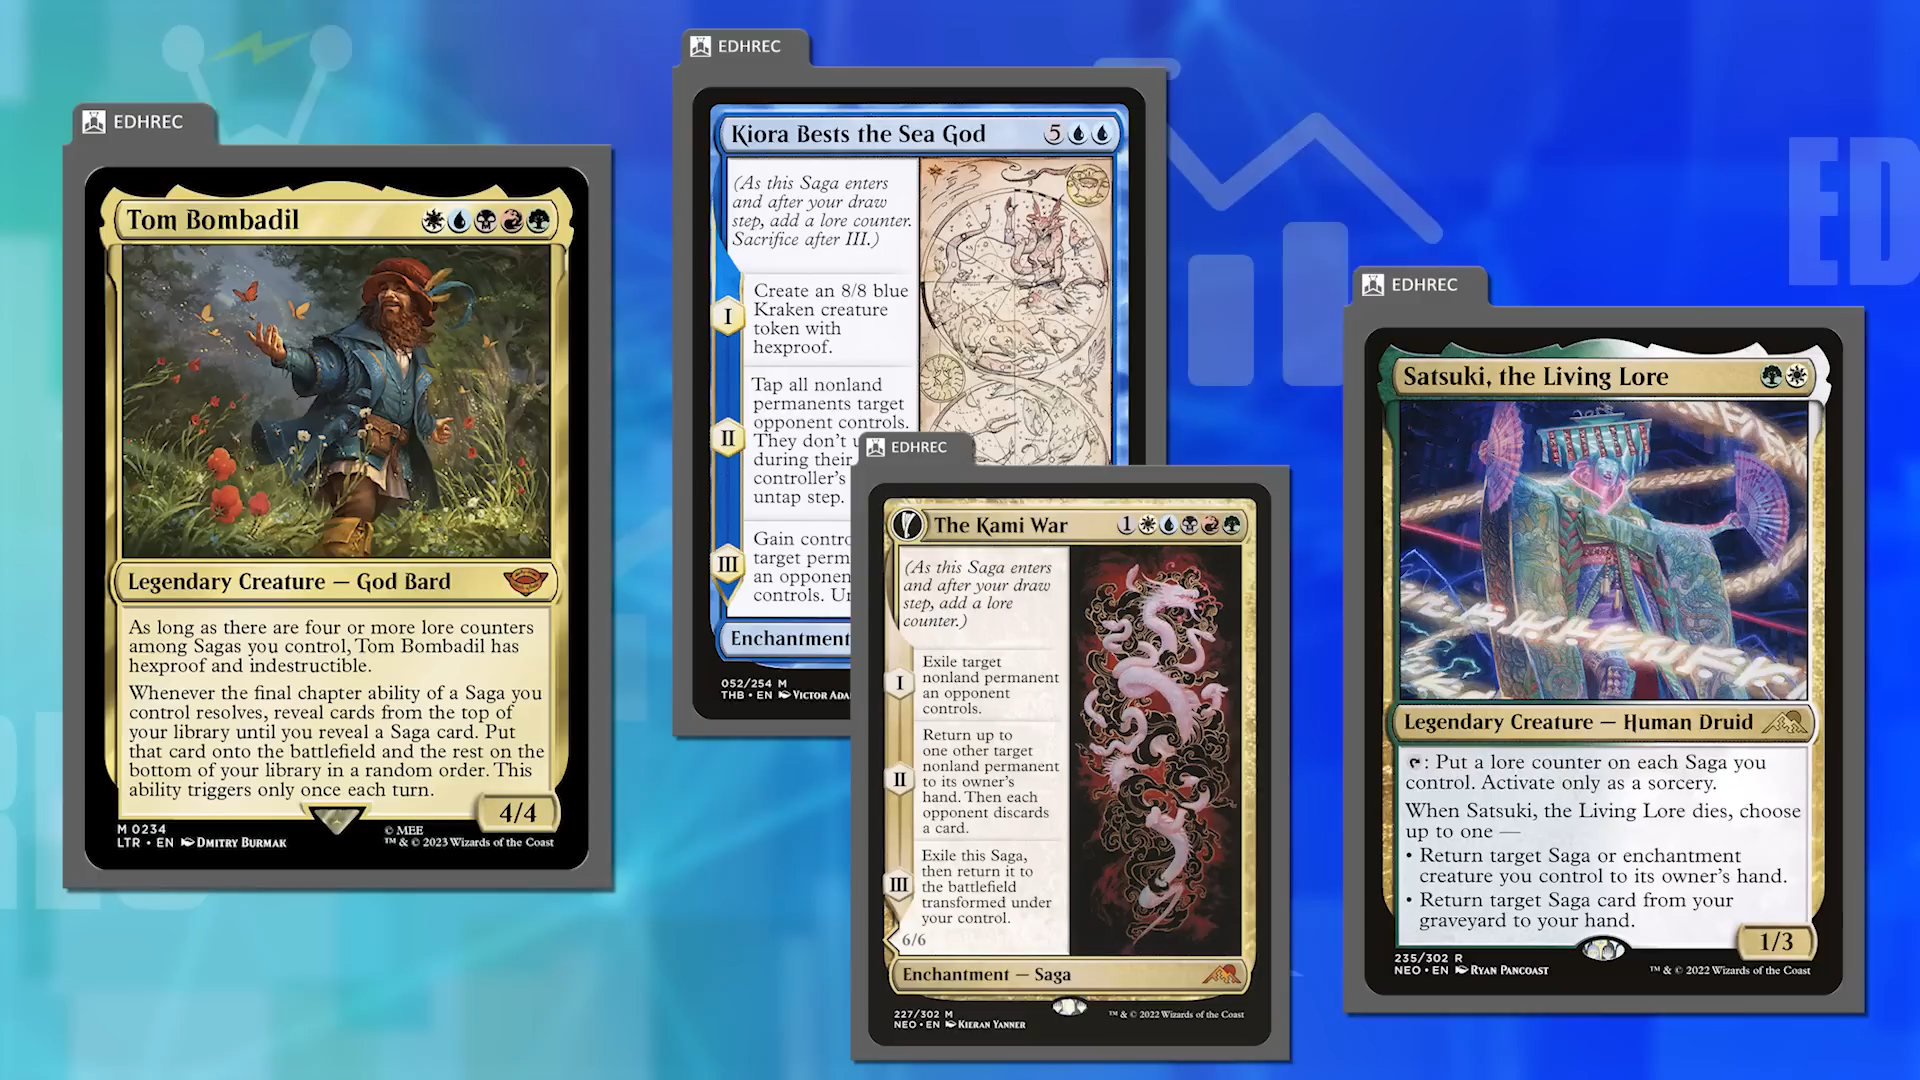 EDHREC
Tom Bombadil
Legendary Creature — God Bard
As long as there are four or more lore counters
among Sagas you control, Tom Bombadil has
hexproof and indestructible.
Whenever the final chapter ability of a Saga you
control resolves, reveal cards from the top of
your library until you reveal a Saga card. Put
that card onto the battlefield and the rest on the
bottom of your library in a random order. This
ability triggers only once each turn.
4/4
M 0234
LTR • EN DMITRY BURMAK
© MEE
™ & © 2023 Wizards of the Coast
EDHREC
Kiora Bests the Sea God 5
(As this Saga enters
and after your draw
step, add a lore counter.
Sacrifice after III.)
I
Create an 8/8 blue
Kraken creature
token with
hexproof.
II
Tap all nonland
permanents target
opponent controls.
They don't
during their
controller's
untap step.
III
Gain
target
an opponent
controls.
Enchantment
052/254 M
THB • EN VICTOR
EDHREC
The Kami War 1
(As this Saga enters
and after your draw
step, add a lore
counter.)
I
Exile target
nonland permanent
an opponent
controls.
II
Return up to
one other target
nonland permanent
to its owner's
hand. Then each
opponent discards
a card.
III
Exile this Saga,
then return it to
the battlefield
transformed under
your control.
6/6
Enchantment — Saga
227/302 M
NEO • EN KIERAN YANNER
™ & © 2022 Wizards of the Coast
EDHREC
Satsuki, the Living Lore
Legendary Creature — Human Druid
: Put a lore counter on each Saga you
control. Activate only as a sorcery.
When Satsuki, the Living Lore dies, choose
up to one —
• Return target Saga or enchantment
creature you control to its owner's hand.
• Return target Saga card from your
graveyard to your hand.
1/3
235/302 R
NEO • EN RYAN PANCOAST
™ & © 2022 Wizards of the Coast
ED